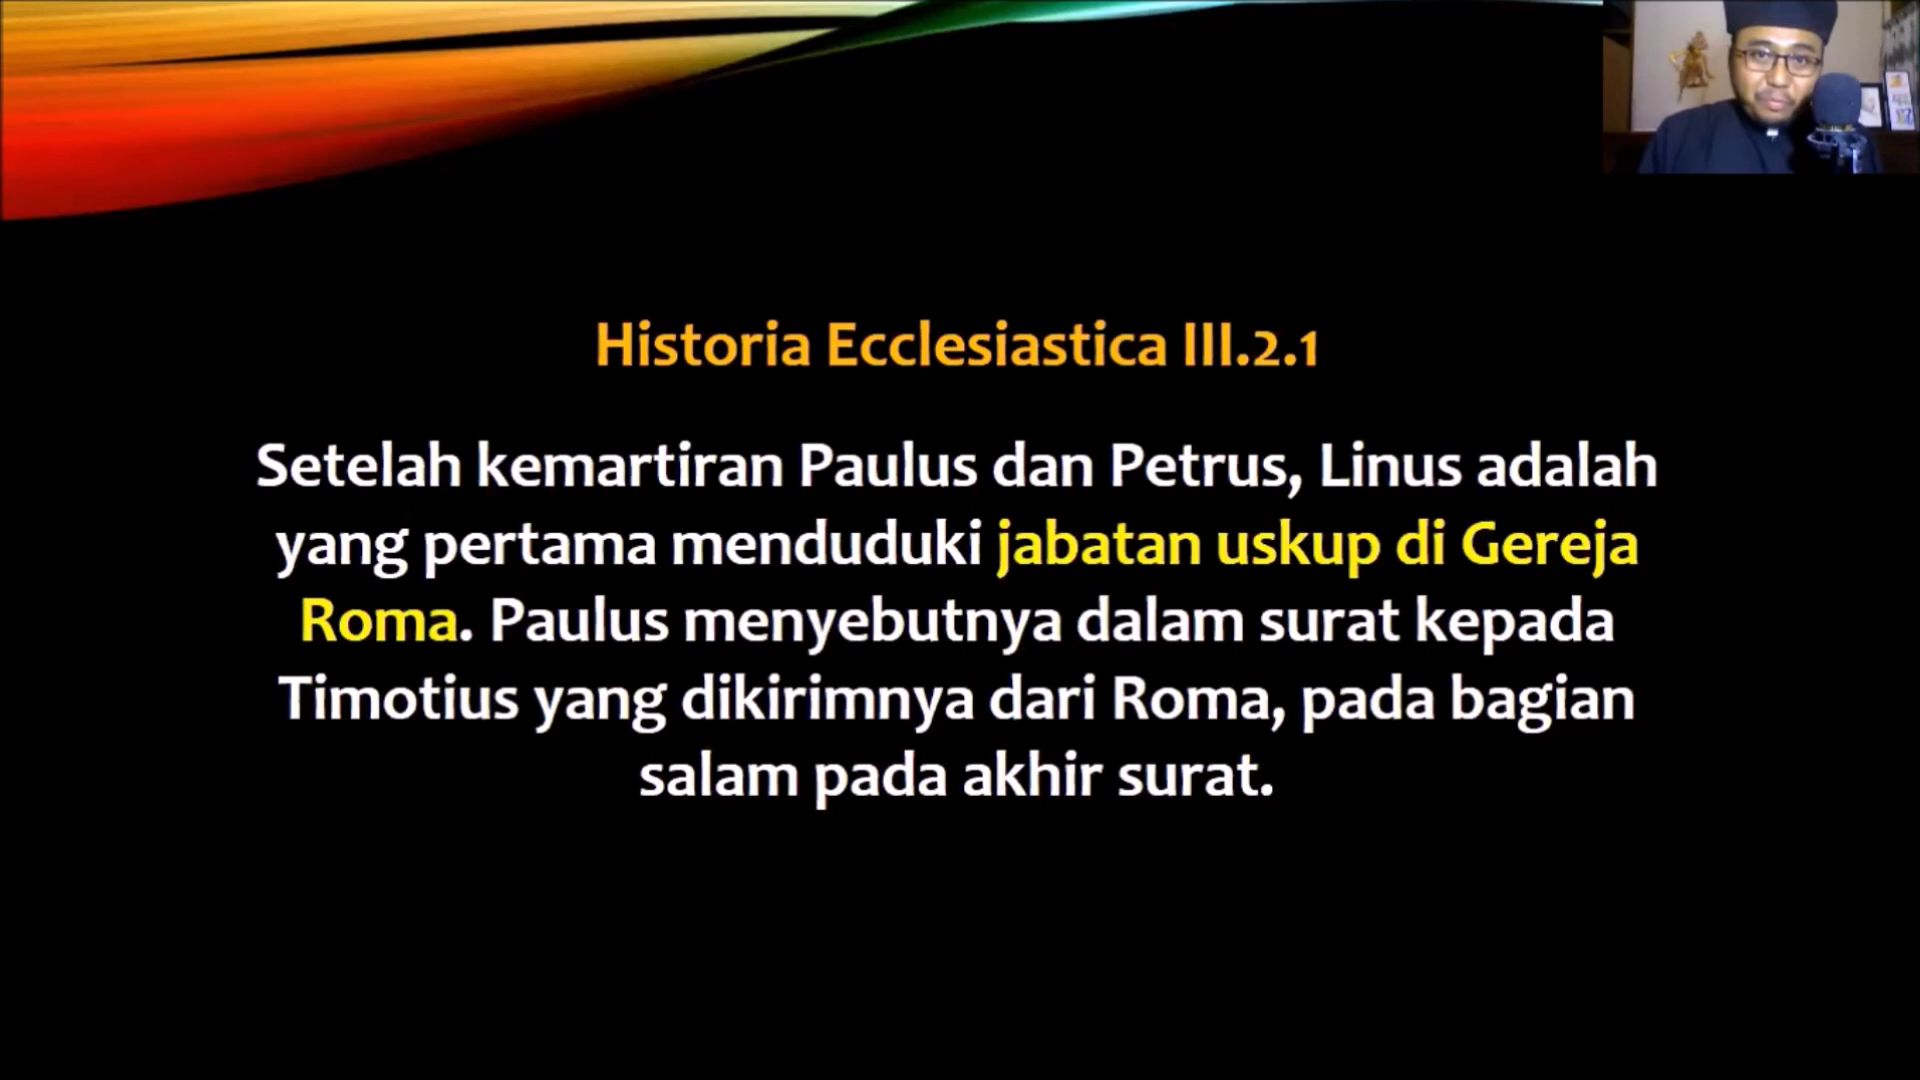 Historia Ecclesiastica III.2.1
Setelah kemartiran Paulus dan Petrus, Linus adalah
yang pertama menduduki jabatan uskup di Gereja
Roma. Paulus menyebutnya dalam surat kepada
Timotius yang dikirimnya dari Roma, pada bagian
salam pada akhir surat.